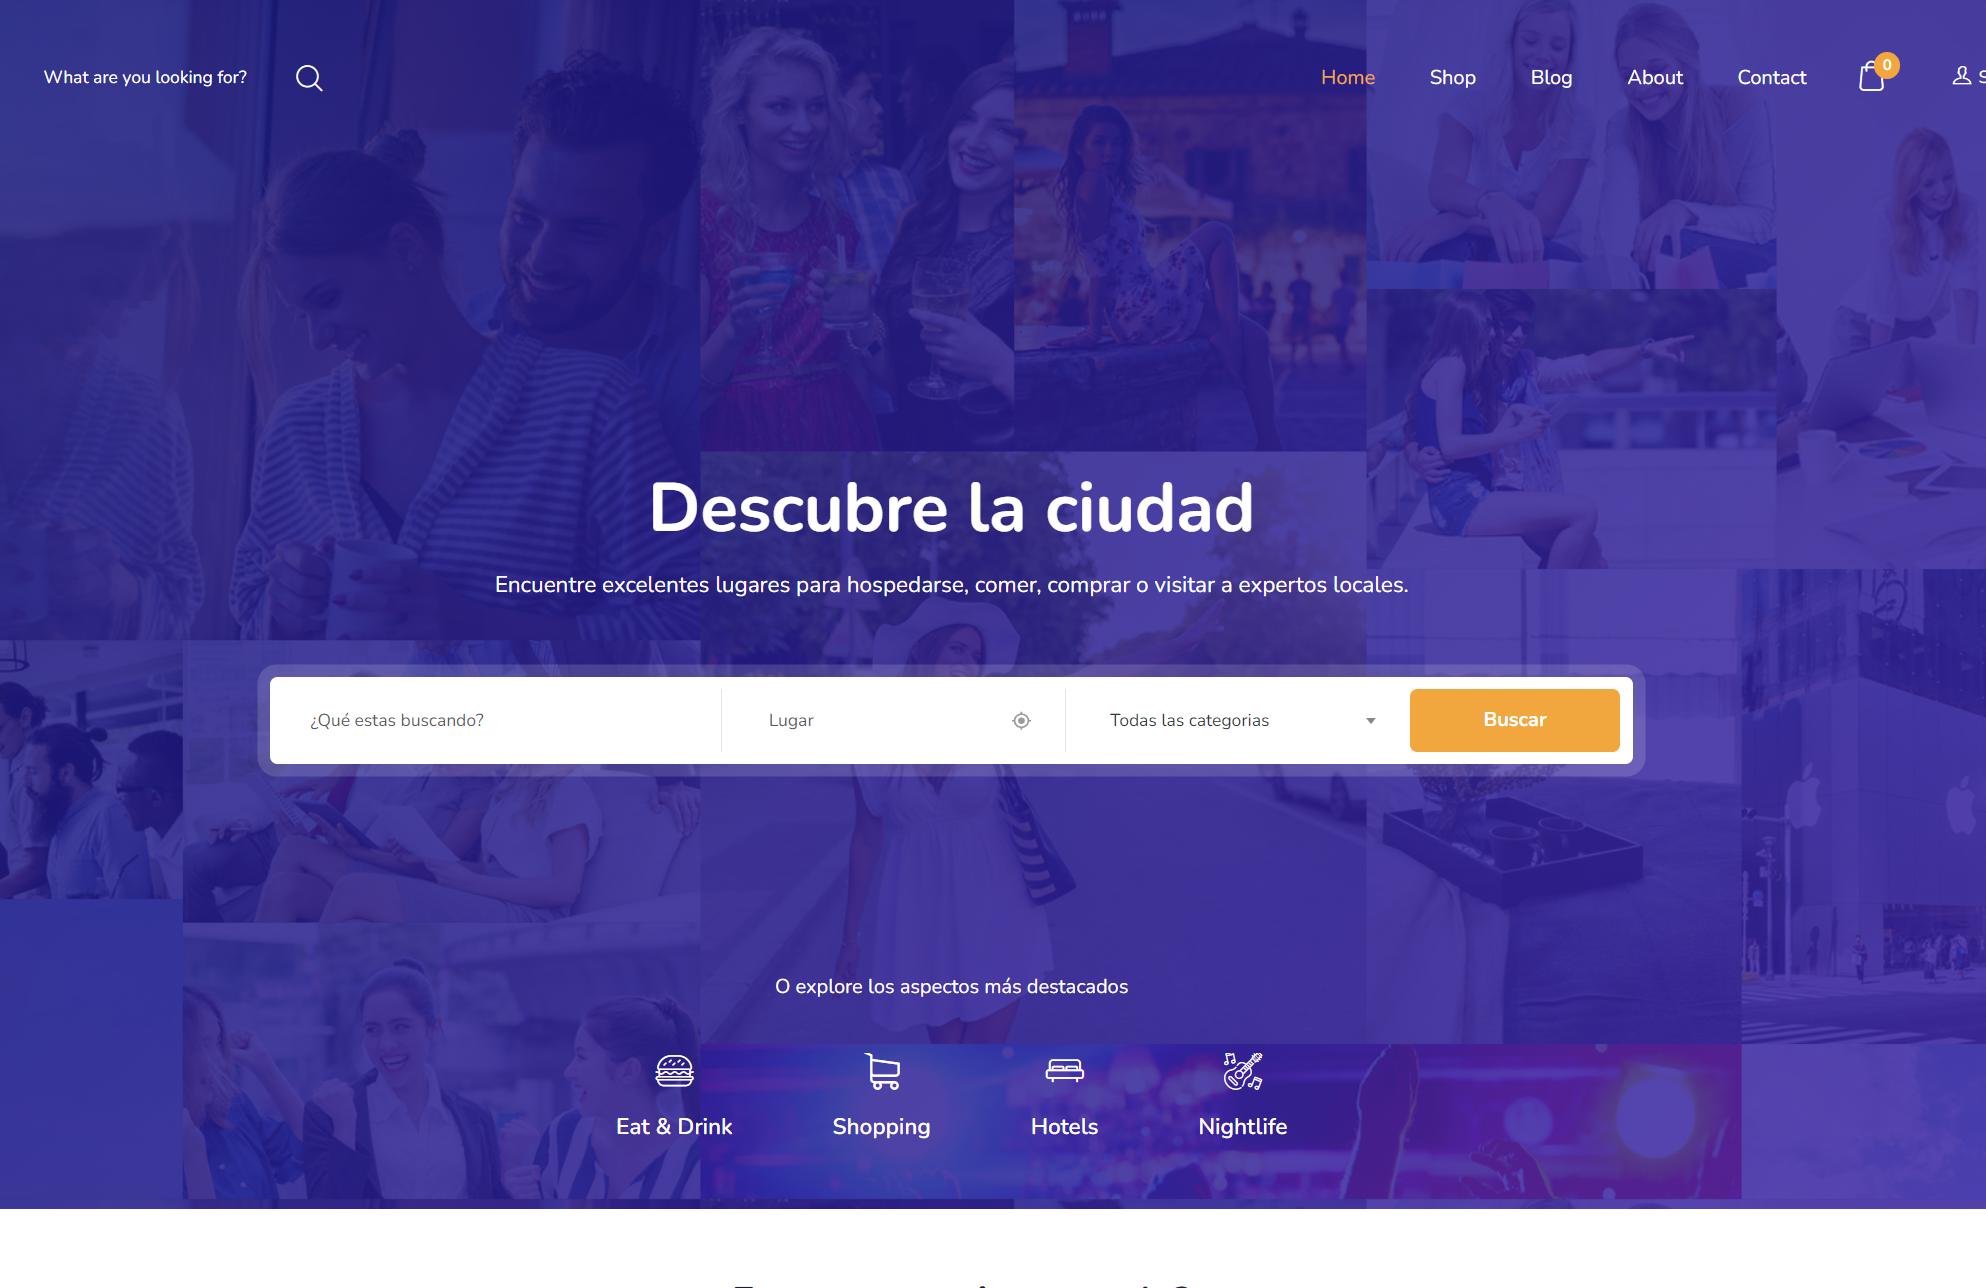 What are you looking for?
Home
Shop
Blog
About
Contact
0
Descubre la ciudad
Encuentre excelentes lugares para hospedarse, comer, comprar o visitar a expertos locales.
¿Qué estas buscando?
Lugar
Todas las categorias
Buscar
O explore los aspectos más destacados
Eat & Drink
Shopping
Hotels
Nightlife